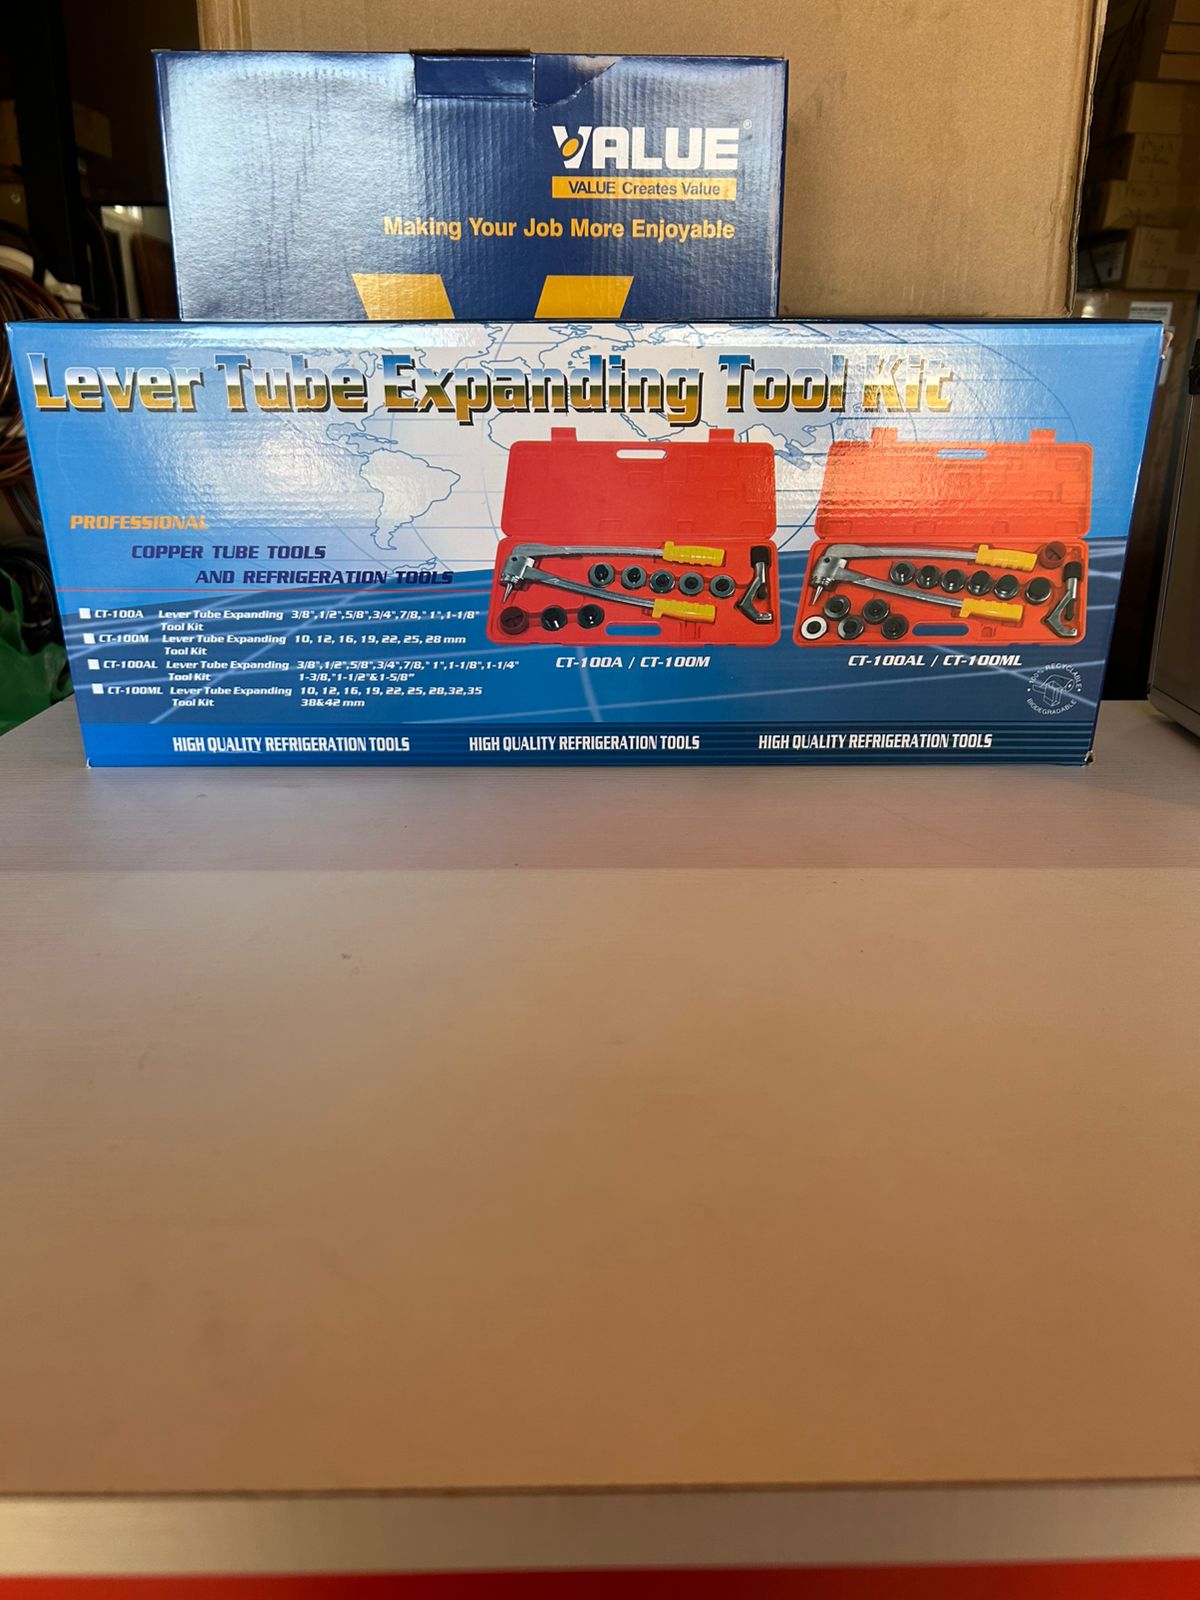 VALUE®
VALUE Creates Value
Making Your Job More Enjoyable
Lever Tube Expanding Tool Kit
PROFESSIONAL
COPPER TUBE TOOLS
AND REFRIGERATION TOOLS
CT-100A Lever Tube Expanding 3/8",1/2",5/8",3/4",7/8," 1",1-1/8"
Tool Kit
CT-100M Lever Tube Expanding 10, 12, 16, 19, 22, 25, 28 mm
Tool Kit
CT-100AL Lever Tube Expanding 3/8",1/2",5/8",3/4",7/8," 1",1-1/8",1-1/4"
Tool Kit 1-3/8,"1-1/2"&1-5/8"
CT-100ML Lever Tube Expanding 10, 12, 16, 19, 22, 25, 28,32,35
Tool Kit 38&42 mm
CT-100A / CT-100M
CT-100AL / CT-100ML
100% RECYCLABLE
BIODEGRADABLE
HIGH QUALITY REFRIGERATION TOOLS HIGH QUALITY REFRIGERATION TOOLS HIGH QUALITY REFRIGERATION TOOLS